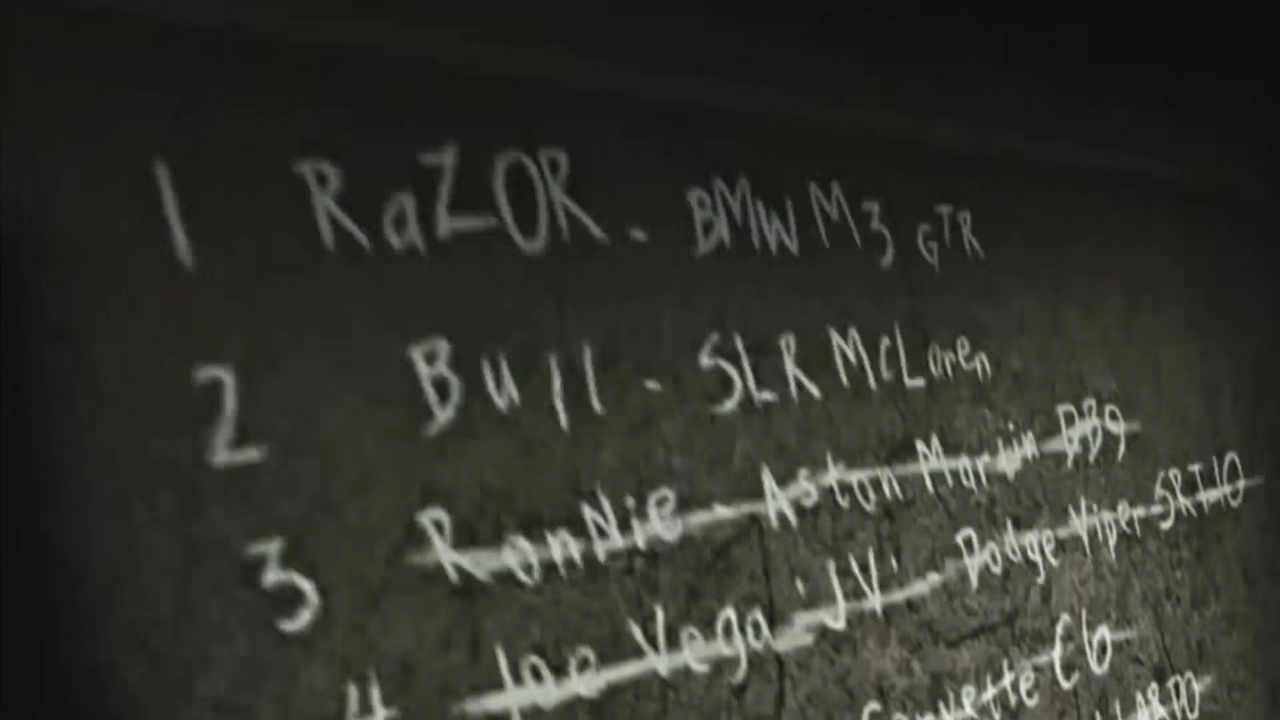 1 RaZOR - BMW M3 GTR
2 Bull - SLR McLaren
3 RonNie - Aston Martin DB9
4 Joe Vega 'JV' - Dodge Viper SRT10
Corvette C6